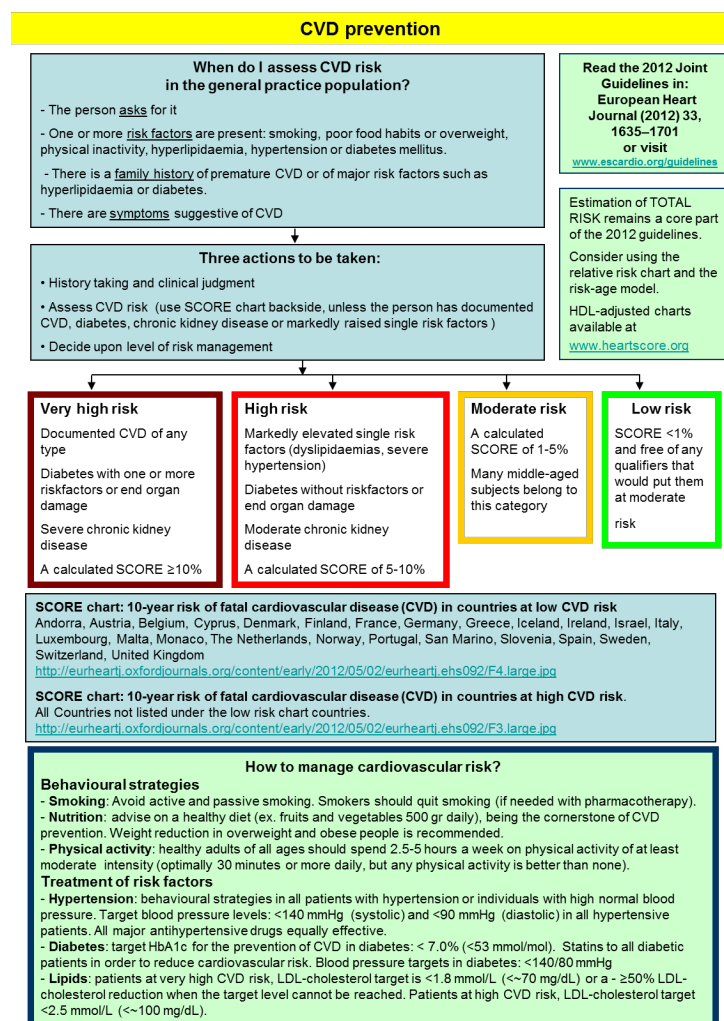 CVD prevention
When do I assess CVD risk
in the general practice population?
- The person asks for it
- One or more risk factors are present: smoking, poor food habits or overweight,
physical inactivity, hyperlipidaemia, hypertension or diabetes mellitus.
- There is a family history of premature CVD or of major risk factors such as
hyperlipidaemia or diabetes.
- There are symptoms suggestive of CVD
Read the 2012 Joint
Guidelines in:
European Heart
Journal (2012) 33,
1635–1701
or visit
www.escardio.org/guidelines
Estimation of TOTAL
RISK remains a core part
of the 2012 guidelines.
Consider using the
relative risk chart and the
risk-age model.
HDL-adjusted charts
available at
www.heartscore.org
Three actions to be taken:
• History taking and clinical judgment
• Assess CVD risk (use SCORE chart backside, unless the person has documented
CVD, diabetes, chronic kidney disease or markedly raised single risk factors )
• Decide upon level of risk management
Very high risk
Documented CVD of any
type
Diabetes with one or more
riskfactors or end organ
damage
Severe chronic kidney
disease
A calculated SCORE ≥10%
High risk
Markedly elevated single risk
factors (dyslipidaemias, severe
hypertension)
Diabetes without riskfactors or
end organ damage
Moderate chronic kidney
disease
A calculated SCORE of 5-10%
Moderate risk
A calculated
SCORE of 1-5%
Many middle-aged
subjects belong to
this category
Low risk
SCORE <1%
and free of any
qualifiers that
would put them
at moderate
risk
SCORE chart: 10-year risk of fatal cardiovascular disease (CVD) in countries at low CVD risk
Andorra, Austria, Belgium, Cyprus, Denmark, Finland, France, Germany, Greece, Iceland, Ireland, Israel, Italy,
Luxembourg, Malta, Monaco, The Netherlands, Norway, Portugal, San Marino, Slovenia, Spain, Sweden,
Switzerland, United Kingdom
http://eurheartj.oxfordjournals.org/content/early/2012/05/02/eurheartj.ehs092/F4.large.jpg
SCORE chart: 10-year risk of fatal cardiovascular disease (CVD) in countries at high CVD risk.
All Countries not listed under the low risk chart countries.
http://eurheartj.oxfordjournals.org/content/early/2012/05/02/eurheartj.ehs092/F3.large.jpg
How to manage cardiovascular risk?
Behavioural strategies
- Smoking: Avoid active and passive smoking. Smokers should quit smoking (if needed with pharmacotherapy).
- Nutrition: advise on a healthy diet (ex. fruits and vegetables 500 gr daily), being the cornerstone of CVD
prevention. Weight reduction in overweight and obese people is recommended.
- Physical activity: healthy adults of all ages should spend 2.5-5 hours a week on physical activity of at least
moderate intensity (optimally 30 minutes or more daily, but any physical activity is better than none).
Treatment of risk factors
- Hypertension: behavioural strategies in all patients with hypertension or individuals with high normal blood
pressure. Target blood pressure levels: <140 mmHg (systolic) and <90 mmHg (diastolic) in all hypertensive
patients. All major antihypertensive drugs equally effective.
- Diabetes: target HbA1c for the prevention of CVD in diabetes: < 7.0% (<53 mmol/mol). Statins to all diabetic
patients in order to reduce cardiovascular risk. Blood pressure targets in diabetes: <140/80 mmHg
- Lipids: patients at very high CVD risk, LDL-cholesterol target is <1.8 mmol/L (<~70 mg/dL) or a - ≥50% LDL-
cholesterol reduction when the target level cannot be reached. Patients at high CVD risk, LDL-cholesterol target
<2.5 mmol/L (<~100 mg/dL).